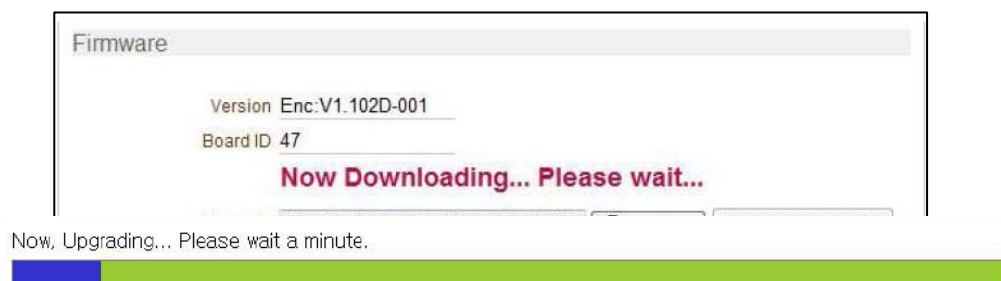 Firmware
Version Enc:V1.102D-001
Board ID 47
Now Downloading... Please wait...
Now, Upgrading... Please wait a minute.